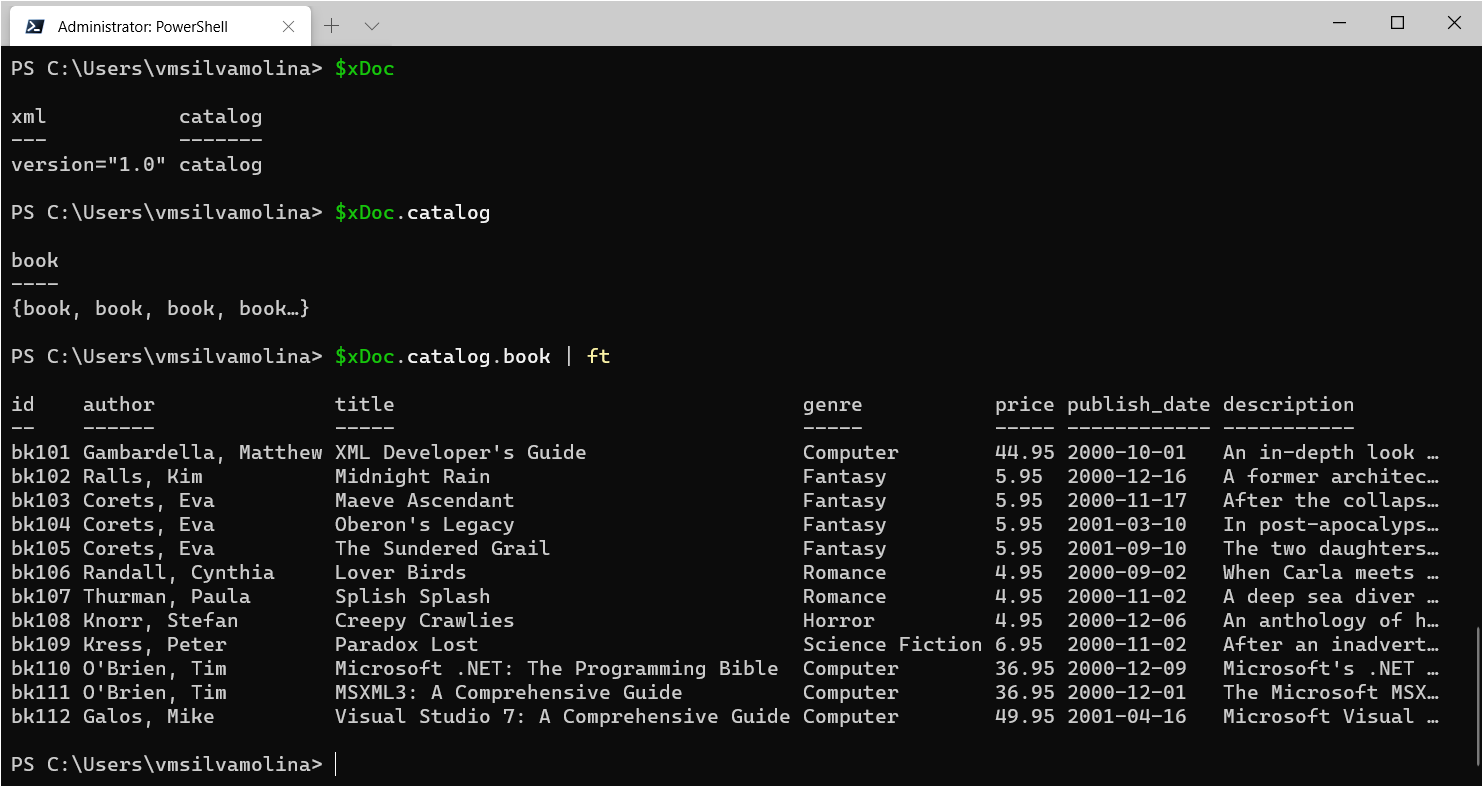 Administrator: PowerShell
PS C:\Users\vmsilvamolina> $xDoc
xml           catalog
---           -------
version="1.0" catalog
PS C:\Users\vmsilvamolina> $xDoc.catalog
book
----
{book, book, book, book…}
PS C:\Users\vmsilvamolina> $xDoc.catalog.book | ft
id    author               title                                  genre           price publish_date description
--    ------               -----                                  -----           ----- ------------ -----------
bk101 Gambardella, Matthew XML Developer's Guide                  Computer        44.95 2000-10-01   An in-depth look …
bk102 Ralls, Kim           Midnight Rain                          Fantasy         5.95  2000-12-16   A former architec…
bk103 Corets, Eva          Maeve Ascendant                        Fantasy         5.95  2000-11-17   After the collaps…
bk104 Corets, Eva          Oberon's Legacy                        Fantasy         5.95  2001-03-10   In post-apocalyps…
bk105 Corets, Eva          The Sundered Grail                     Fantasy         5.95  2001-09-10   The two daughters…
bk106 Randall, Cynthia     Lover Birds                            Romance         4.95  2000-09-02   When Carla meets …
bk107 Thurman, Paula       Splish Splash                          Romance         4.95  2000-11-02   A deep sea diver …
bk108 Knorr, Stefan        Creepy Crawlies                        Horror          4.95  2000-12-06   An anthology of h…
bk109 Kress, Peter         Paradox Lost                           Science Fiction 6.95  2000-11-02   After an inadvert…
bk110 O'Brien, Tim         Microsoft .NET: The Programming Bible  Computer        36.95 2000-12-09   Microsoft's .NET …
bk111 O'Brien, Tim         MSXML3: A Comprehensive Guide          Computer        36.95 2000-12-01   The Microsoft MSX…
bk112 Galos, Mike          Visual Studio 7: A Comprehensive Guide Computer        49.95 2001-04-16   Microsoft Visual …
PS C:\Users\vmsilvamolina>